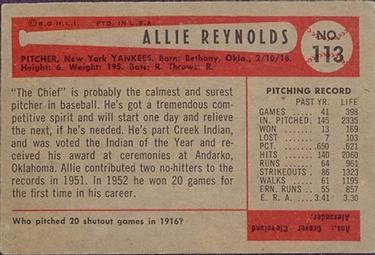 © B.G.H.L.I. PTD. IN U.S.A.
ALLIE REYNOLDS
NO. 113
PITCHER, New York YANKEES. Born: Bethany, Okla., 2/10/18.
Height: 6. Weight: 195. Bats: R. Throws: R.
"The Chief" is probably the calmest and surest
pitcher in baseball. He's got a tremendous
competitive spirit and will start one day and relieve
the next, if he's needed. He's part Creek Indian,
and was voted the Indian of the Year and re-
ceived his award at ceremonies at Andarko,
Oklahoma. Allie contributed two no-hitters to the
records in 1951. In 1952 he won 20 games for
the first time in his career.
PITCHING RECORD
PAST YR. LIFE
GAMES 41 398
IN. PITCHED 145 2335
WON 13 169
LOST 7 103
PCT. .650 .621
HITS 140 2060
RUNS 64 961
STRIKEOUTS 86 1323
WALKS 61 1195
ERN. RUNS 55 857
E. R. A. 3.41 3.30
Who pitched 20 shutout games in 1916?
Ans.: Grover Cleveland
Alexander.